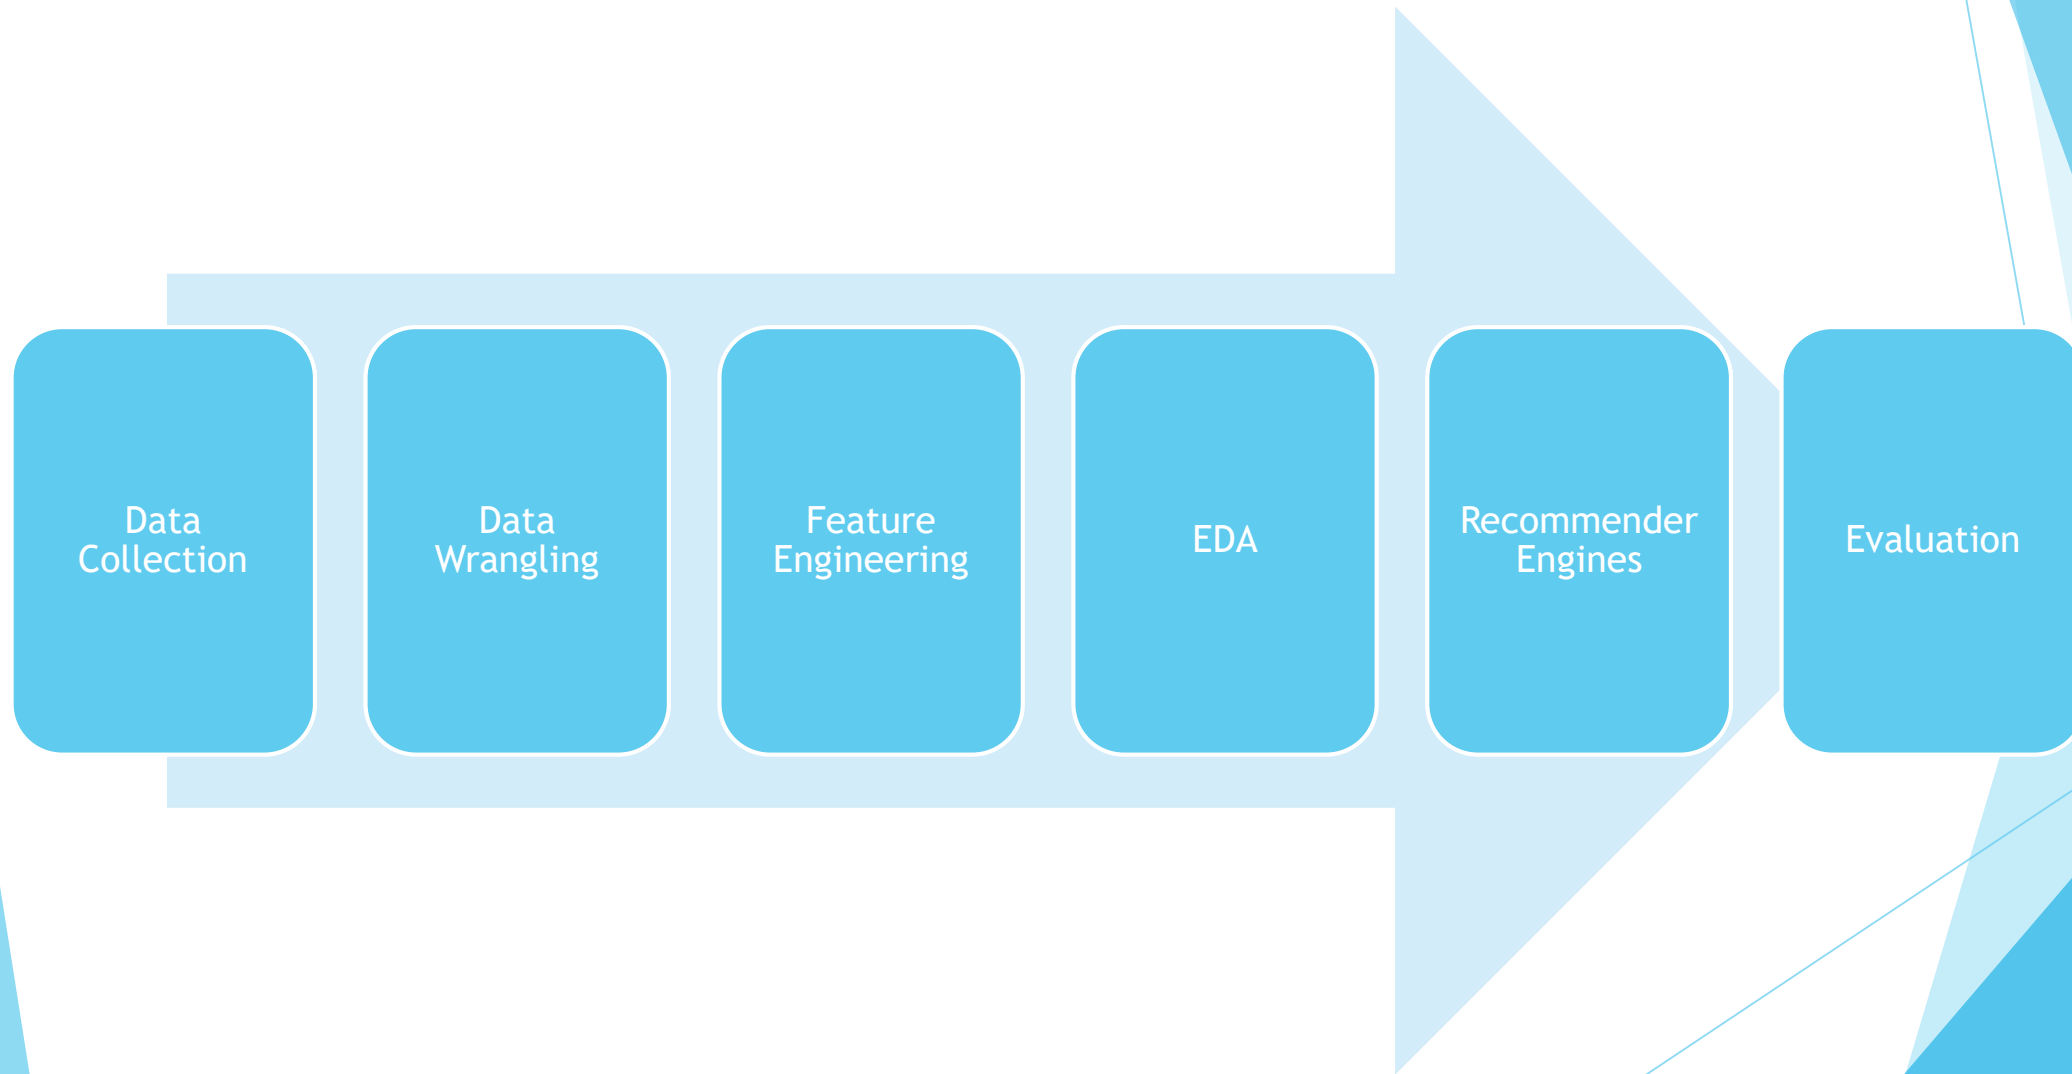 Data
Collection
Data
Wrangling
Feature
Engineering
EDA
Recommender
Engines
Evaluation